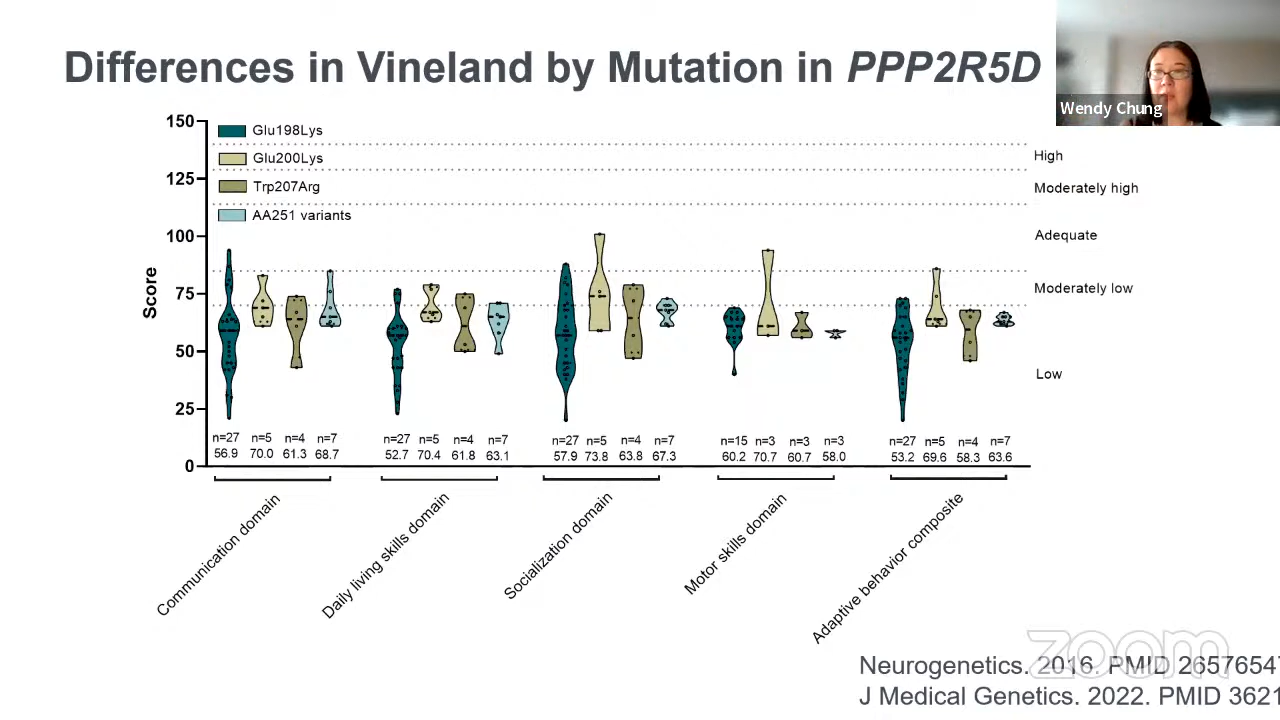 Differences in Vineland by Mutation in PPP2R5D
Wendy Chung
150
125
100
75
50
25
0
Score
Glu198Lys
Glu200Lys
Trp207Arg
AA251 variants
High
Moderately high
Adequate
Moderately low
Low
n=27 n=5 n=4 n=7 n=27 n=5 n=4 n=7 n=27 n=5 n=4 n=7 n=15 n=3 n=3 n=3 n=27 n=5 n=4 n=7
56.9 70.0 61.3 68.7 52.7 70.4 61.8 63.1 57.9 73.8 63.8 67.3 60.2 70.7 60.7 58.0 53.2 69.6 58.3 63.6
Communication domain
Daily living skills domain
Socialization domain
Motor skills domain
Adaptive behavior composite
zoom
Neurogenetics. 2016. PMID 2657654
J Medical Genetics. 2022. PMID 3621